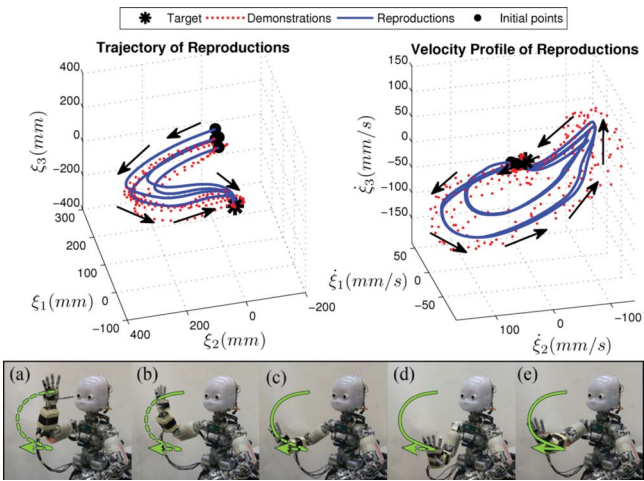 Target Demonstrations Reproductions Initial points
Trajectory of Reproductions
Velocity Profile of Reproductions
400
200
0
−200
−400
ξ₃(mm)
300
200
100
0
−100
ξ₁(mm)
400
200
0
−200
ξ₂(mm)
150
100
50
0
−50
−100
−150
ξ̇₃(mm/s)
50
0
−50
ξ̇₁(mm/s)
100
0
−100
ξ̇₂(mm/s)
(a) (b) (c) (d) (e)